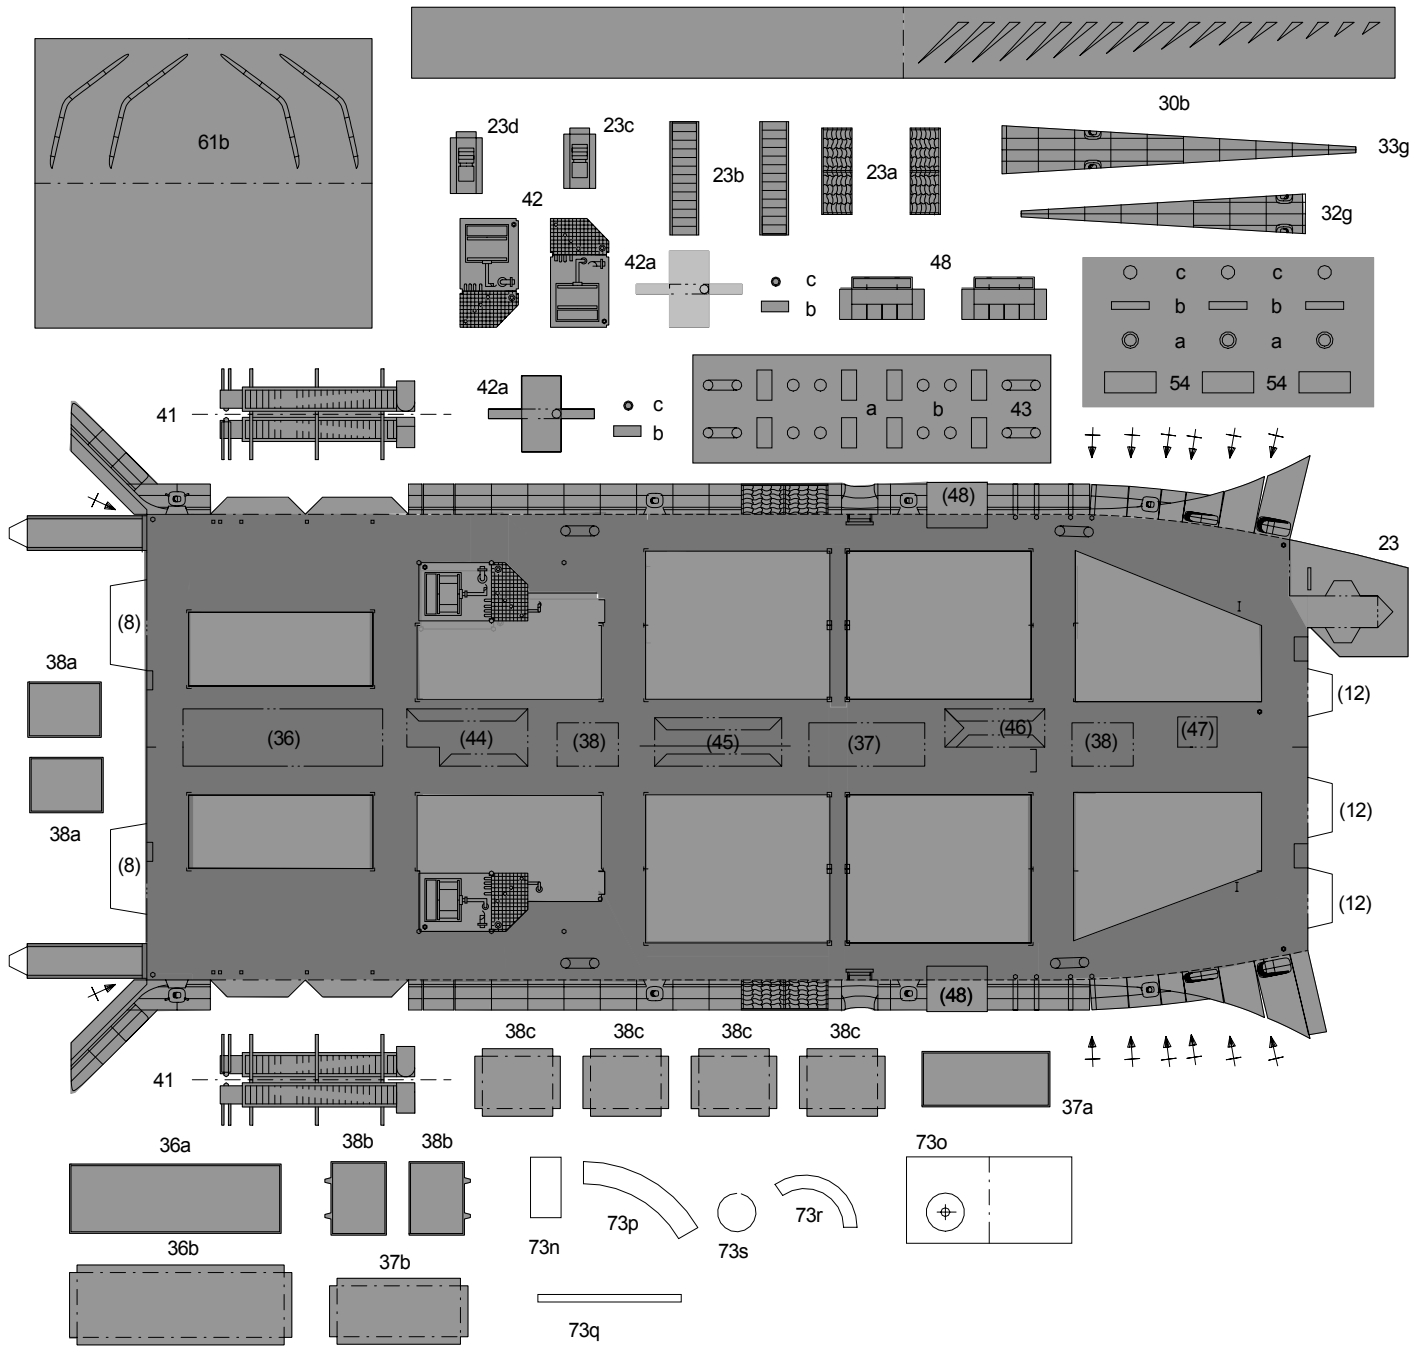 30b
61b
23d
23c
23b
23a
33g
32g
42
42a
c
b
48
c c
b b
a a
54 54
41
42a
c
b
a b 43
(48)
23
(8)
38a
(12)
(36)
(44)
(38)
(45)
(37)
(46)
(38)
(47)
38a
(12)
(8)
(12)
(48)
41
38c 38c 38c 38c
37a
36a
38b 38b
73o
73n
73p
73s
73r
36b
37b
73q